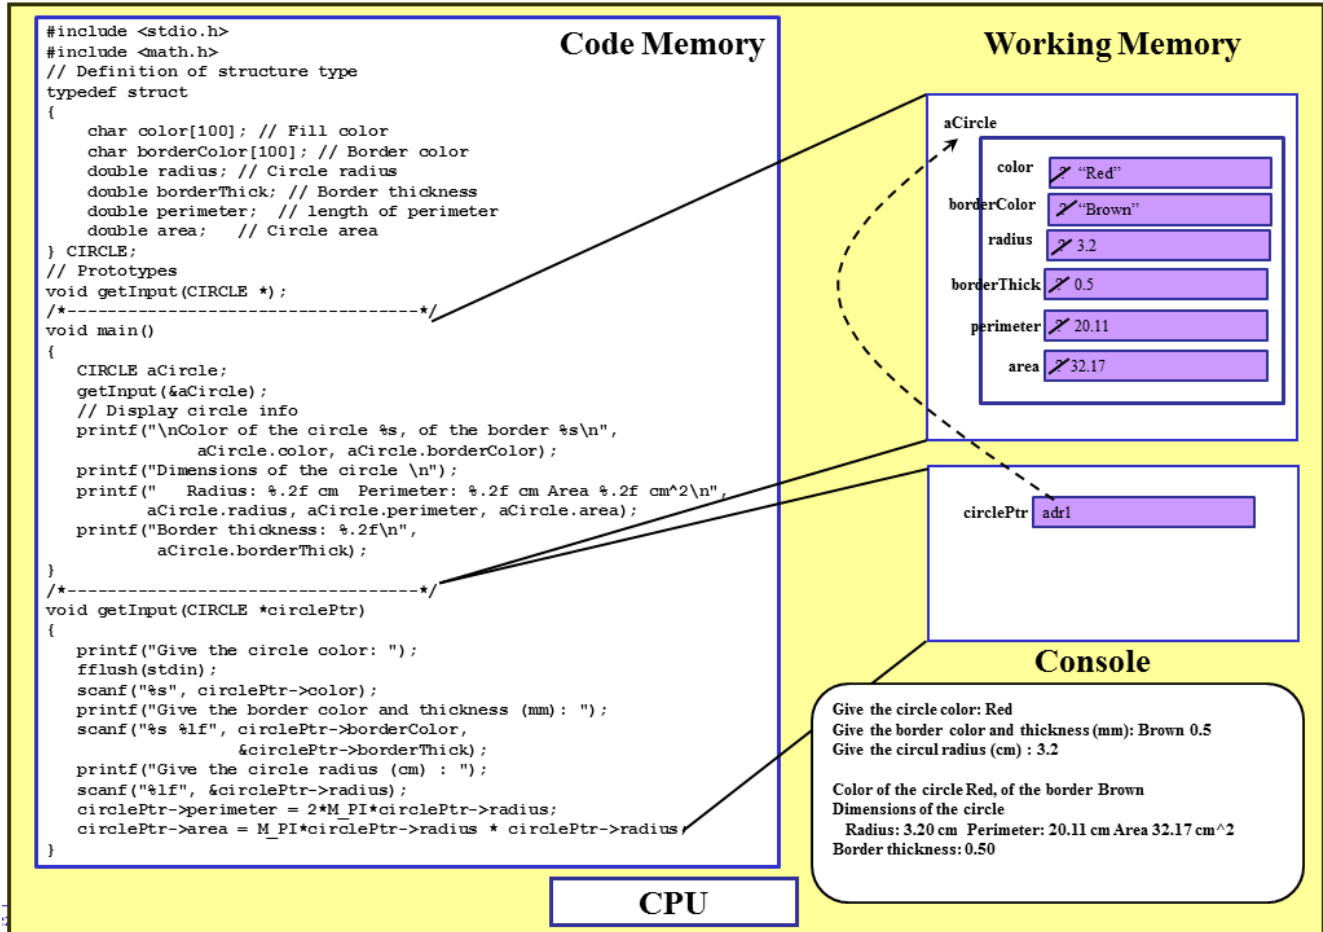 Code Memory
#include <stdio.h>
#include <math.h>
// Definition of structure type
typedef struct
{
    char color[100]; // Fill color
    char borderColor[100]; // Border color
    double radius; // Circle radius
    double borderThick; // Border thickness
    double perimeter;  // length of perimeter
    double area;   // Circle area
} CIRCLE;
// Prototypes
void getInput(CIRCLE *);
/*-----------------------------------*/
void main()
{
   CIRCLE aCircle;
   getInput(&aCircle);
   // Display circle info
   printf("\nColor of the circle %s, of the border %s\n",
               aCircle.color, aCircle.borderColor);
   printf("Dimensions of the circle \n");
   printf("   Radius: %.2f cm  Perimeter: %.2f cm Area %.2f cm^2\n",
          aCircle.radius, aCircle.perimeter, aCircle.area);
   printf("Border thickness: %.2f\n",
           aCircle.borderThick);
}
/*-----------------------------------*/
void getInput(CIRCLE *circlePtr)
{
   printf("Give the circle color: ");
   fflush(stdin);
   scanf("%s", circlePtr->color);
   printf("Give the border color and thickness (mm): ");
   scanf("%s %lf", circlePtr->borderColor,
                   &circlePtr->borderThick);
   printf("Give the circle radius (cm) : ");
   scanf("%lf", &circlePtr->radius);
   circlePtr->perimeter = 2*M_PI*circlePtr->radius;
   circlePtr->area = M_PI*circlePtr->radius * circlePtr->radius;
}
Working Memory
aCircle
color ? “Red”
borderColor ? “Brown”
radius ? 3.2
borderThick ? 0.5
perimeter ? 20.11
area ? 32.17
circlePtr adr1
Console
Give the circle color: Red
Give the border color and thickness (mm): Brown 0.5
Give the circul radius (cm) : 3.2
Color of the circle Red, of the border Brown
Dimensions of the circle
   Radius: 3.20 cm  Perimeter: 20.11 cm Area 32.17 cm^2
Border thickness: 0.50
CPU